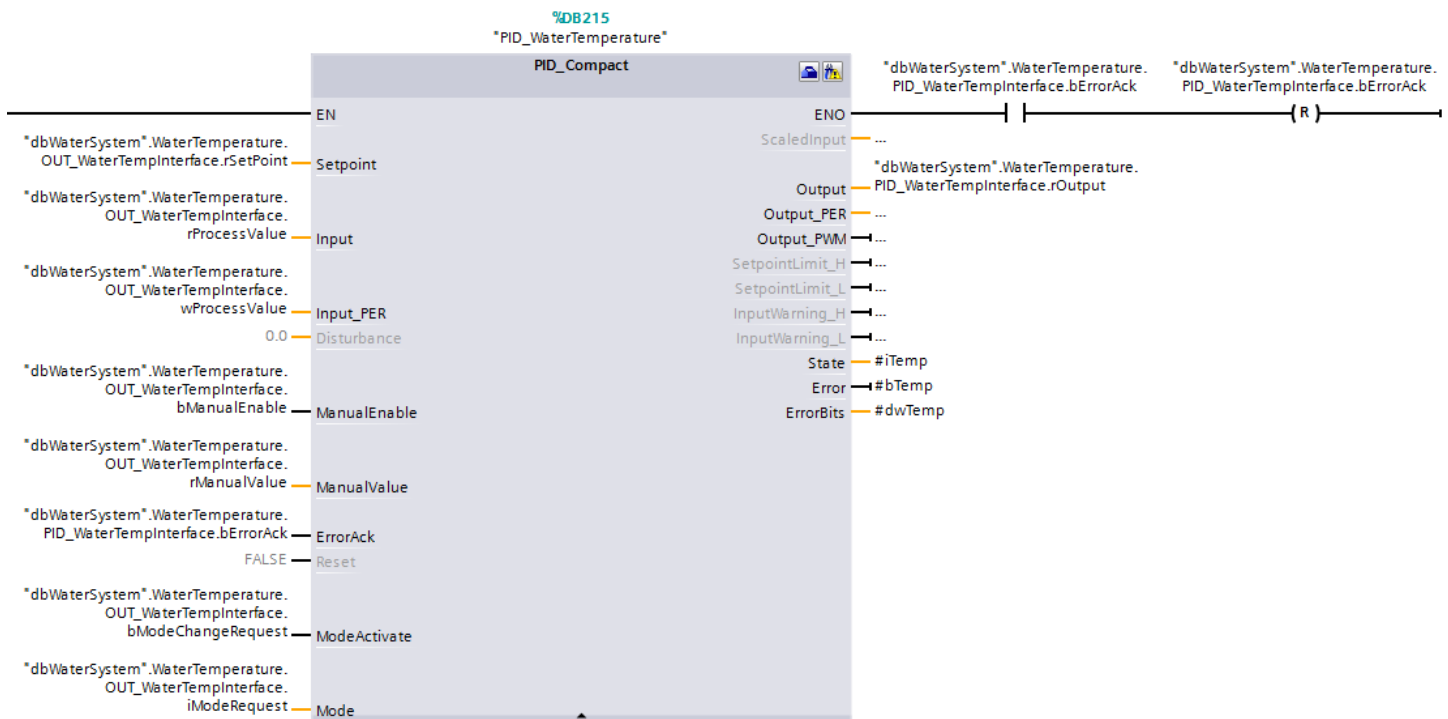 %DB215
"PID_WaterTemperature"
PID_Compact
EN
"dbWaterSystem".WaterTemperature.
OUT_WaterTempInterface.rSetPoint
Setpoint
"dbWaterSystem".WaterTemperature.
OUT_WaterTempInterface.
rProcessValue
Input
"dbWaterSystem".WaterTemperature.
OUT_WaterTempInterface.
wProcessValue
Input_PER
0.0
Disturbance
"dbWaterSystem".WaterTemperature.
OUT_WaterTempInterface.
bManualEnable
ManualEnable
"dbWaterSystem".WaterTemperature.
OUT_WaterTempInterface.
rManualValue
ManualValue
"dbWaterSystem".WaterTemperature.
PID_WaterTempInterface.bErrorAck
ErrorAck
FALSE
Reset
"dbWaterSystem".WaterTemperature.
OUT_WaterTempInterface.
bModeChangeRequest
ModeActivate
"dbWaterSystem".WaterTemperature.
OUT_WaterTempInterface.
iModeRequest
Mode
ENO
ScaledInput
...
Output
"dbWaterSystem".WaterTemperature.
PID_WaterTempInterface.rOutput
Output_PER
...
Output_PWM
...
SetpointLimit_H
...
SetpointLimit_L
...
InputWarning_H
...
InputWarning_L
...
State
#iTemp
Error
#bTemp
ErrorBits
#dwTemp
"dbWaterSystem".WaterTemperature.
PID_WaterTempInterface.bErrorAck
"dbWaterSystem".WaterTemperature.
PID_WaterTempInterface.bErrorAck
R